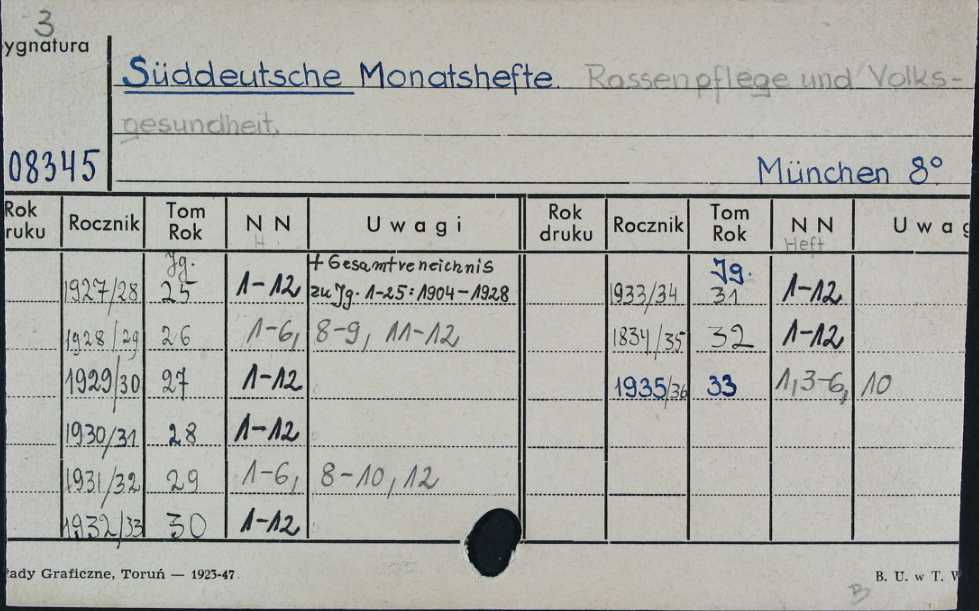 3
ygnatura
Süddeutsche Monatshefte. Rassenpflege und Volks-
gesundheit.
08345
München 8°
Rok ruku Rocznik Tom Rok N N H. Uwagi Rok druku Rocznik Tom Rok N N Heft Uwag
1927/28 Jg. 25 1-12 + Gesamtverzeichnis zu Jg. 1-25: 1904-1928 1933/34 Jg. 31 1-12
1928/29 26 1-6, 8-9, 11-12 1834/35 32 1-12
1929/30 27 1-12 1935/36 33 1,3-6, 10
1930/31 28 1-12
1931/32 29 1-6, 8-10, 12
1932/33 30 1-12
ady Graficzne, Toruń — 1923-47 B. U. w T. W
B